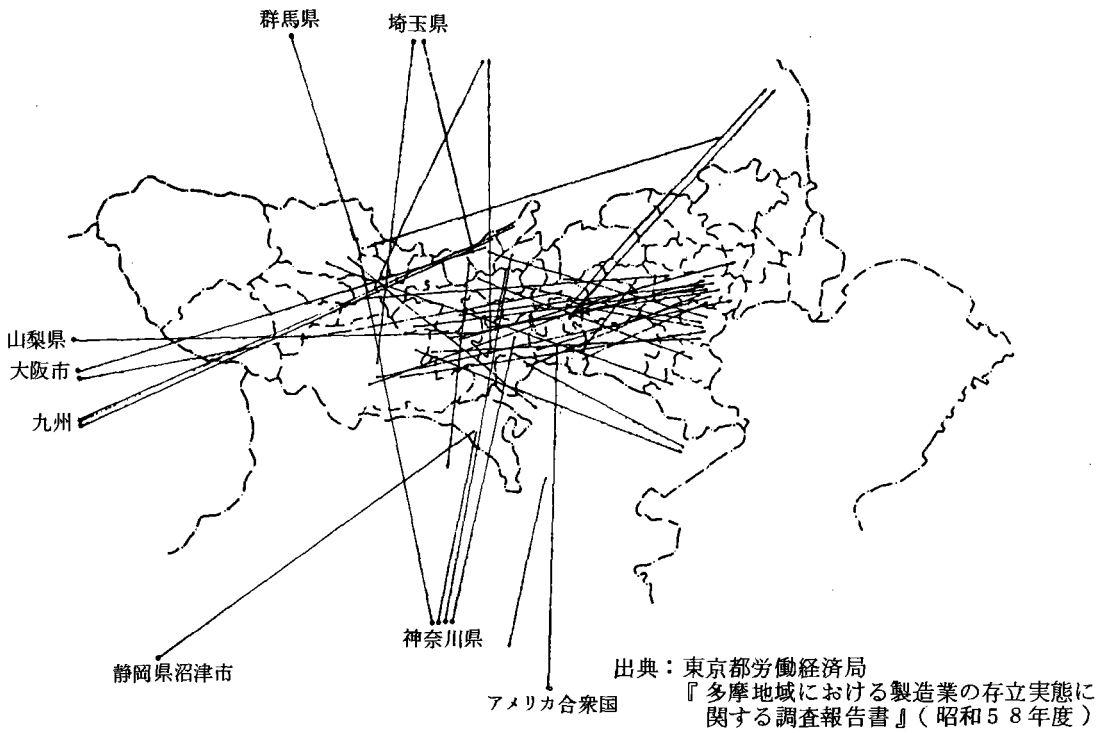 群馬県
埼玉県
山梨県
大阪市
九州
神奈川県
静岡県沼津市
アメリカ合衆国
出典:東京都労働経済局
『多摩地域における製造業の存立実態に
関する調査報告書』(昭和58年度)